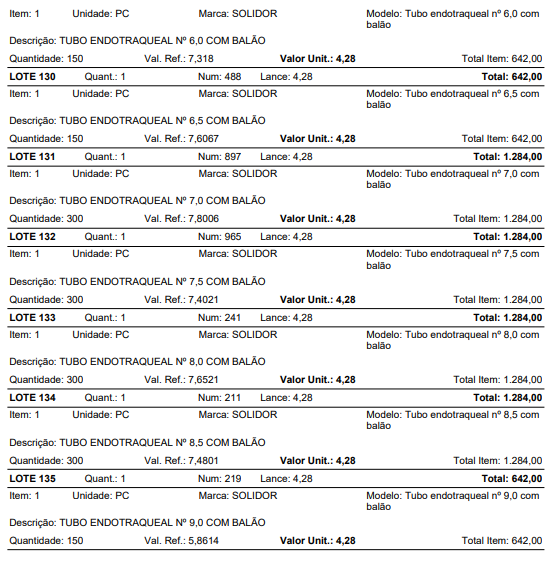 Item: 1 Unidade: PC Marca: SOLIDOR Modelo: Tubo endotraqueal nº 6,0 com
balão
Descrição: TUBO ENDOTRAQUEAL Nº 6,0 COM BALÃO
Quantidade: 150 Val. Ref.: 7,318 Valor Unit.: 4,28 Total Item: 642,00
LOTE 130 Quant.: 1 Num: 488 Lance: 4,28 Total: 642,00
Item: 1 Unidade: PC Marca: SOLIDOR Modelo: Tubo endotraqueal nº 6,5 com
balão
Descrição: TUBO ENDOTRAQUEAL Nº 6,5 COM BALÃO
Quantidade: 150 Val. Ref.: 7,6067 Valor Unit.: 4,28 Total Item: 642,00
LOTE 131 Quant.: 1 Num: 897 Lance: 4,28 Total: 1.284,00
Item: 1 Unidade: PC Marca: SOLIDOR Modelo: Tubo endotraqueal nº 7,0 com
balão
Descrição: TUBO ENDOTRAQUEAL Nº 7,0 COM BALÃO
Quantidade: 300 Val. Ref.: 7,8006 Valor Unit.: 4,28 Total Item: 1.284,00
LOTE 132 Quant.: 1 Num: 965 Lance: 4,28 Total: 1.284,00
Item: 1 Unidade: PC Marca: SOLIDOR Modelo: Tubo endotraqueal nº 7,5 com
balão
Descrição: TUBO ENDOTRAQUEAL Nº 7,5 COM BALÃO
Quantidade: 300 Val. Ref.: 7,4021 Valor Unit.: 4,28 Total Item: 1.284,00
LOTE 133 Quant.: 1 Num: 241 Lance: 4,28 Total: 1.284,00
Item: 1 Unidade: PC Marca: SOLIDOR Modelo: Tubo endotraqueal nº 8,0 com
balão
Descrição: TUBO ENDOTRAQUEAL Nº 8,0 COM BALÃO
Quantidade: 300 Val. Ref.: 7,6521 Valor Unit.: 4,28 Total Item: 1.284,00
LOTE 134 Quant.: 1 Num: 211 Lance: 4,28 Total: 1.284,00
Item: 1 Unidade: PC Marca: SOLIDOR Modelo: Tubo endotraqueal nº 8,5 com
balão
Descrição: TUBO ENDOTRAQUEAL Nº 8,5 COM BALÃO
Quantidade: 300 Val. Ref.: 7,4801 Valor Unit.: 4,28 Total Item: 1.284,00
LOTE 135 Quant.: 1 Num: 219 Lance: 4,28 Total: 642,00
Item: 1 Unidade: PC Marca: SOLIDOR Modelo: Tubo endotraqueal nº 9,0 com
balão
Descrição: TUBO ENDOTRAQUEAL Nº 9,0 COM BALÃO
Quantidade: 150 Val. Ref.: 5,8614 Valor Unit.: 4,28 Total Item: 642,00